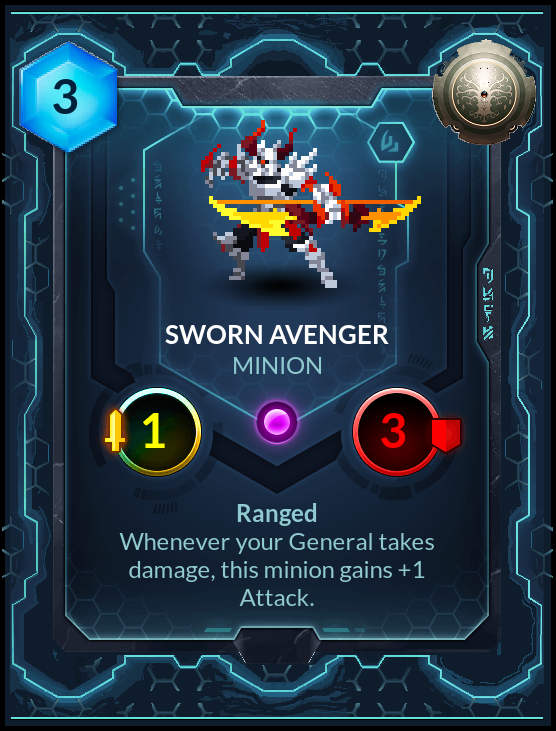 3
SWORN AVENGER
MINION
1
3
Ranged
Whenever your General takes
damage, this minion gains +1
Attack.